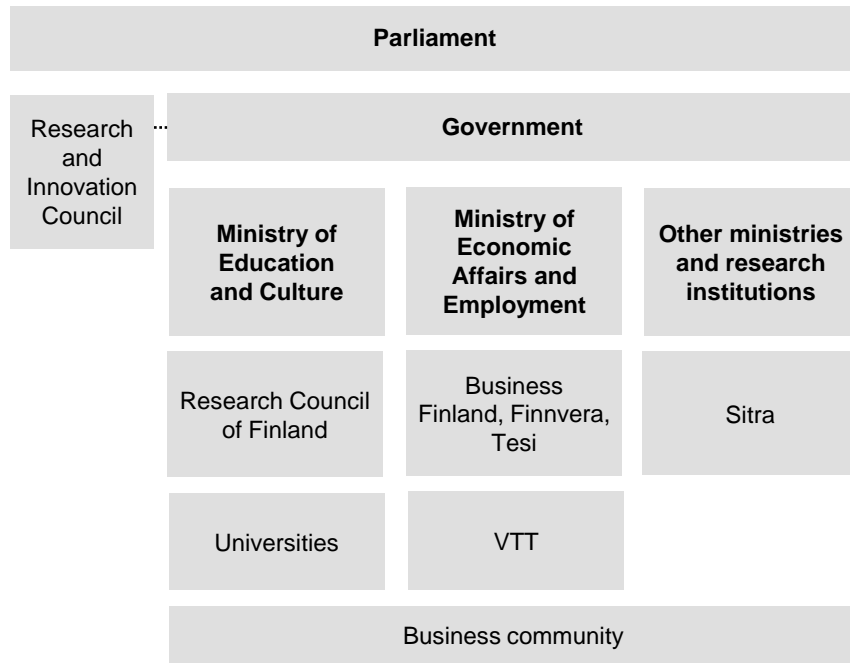 Parliament
Research
and
Innovation
Council
Government
Ministry of
Education
and Culture
Ministry of
Economic
Affairs and
Employment
Other ministries
and research
institutions
Research Council
of Finland
Business
Finland, Finnvera,
Tesi
Sitra
Universities
VTT
Business community